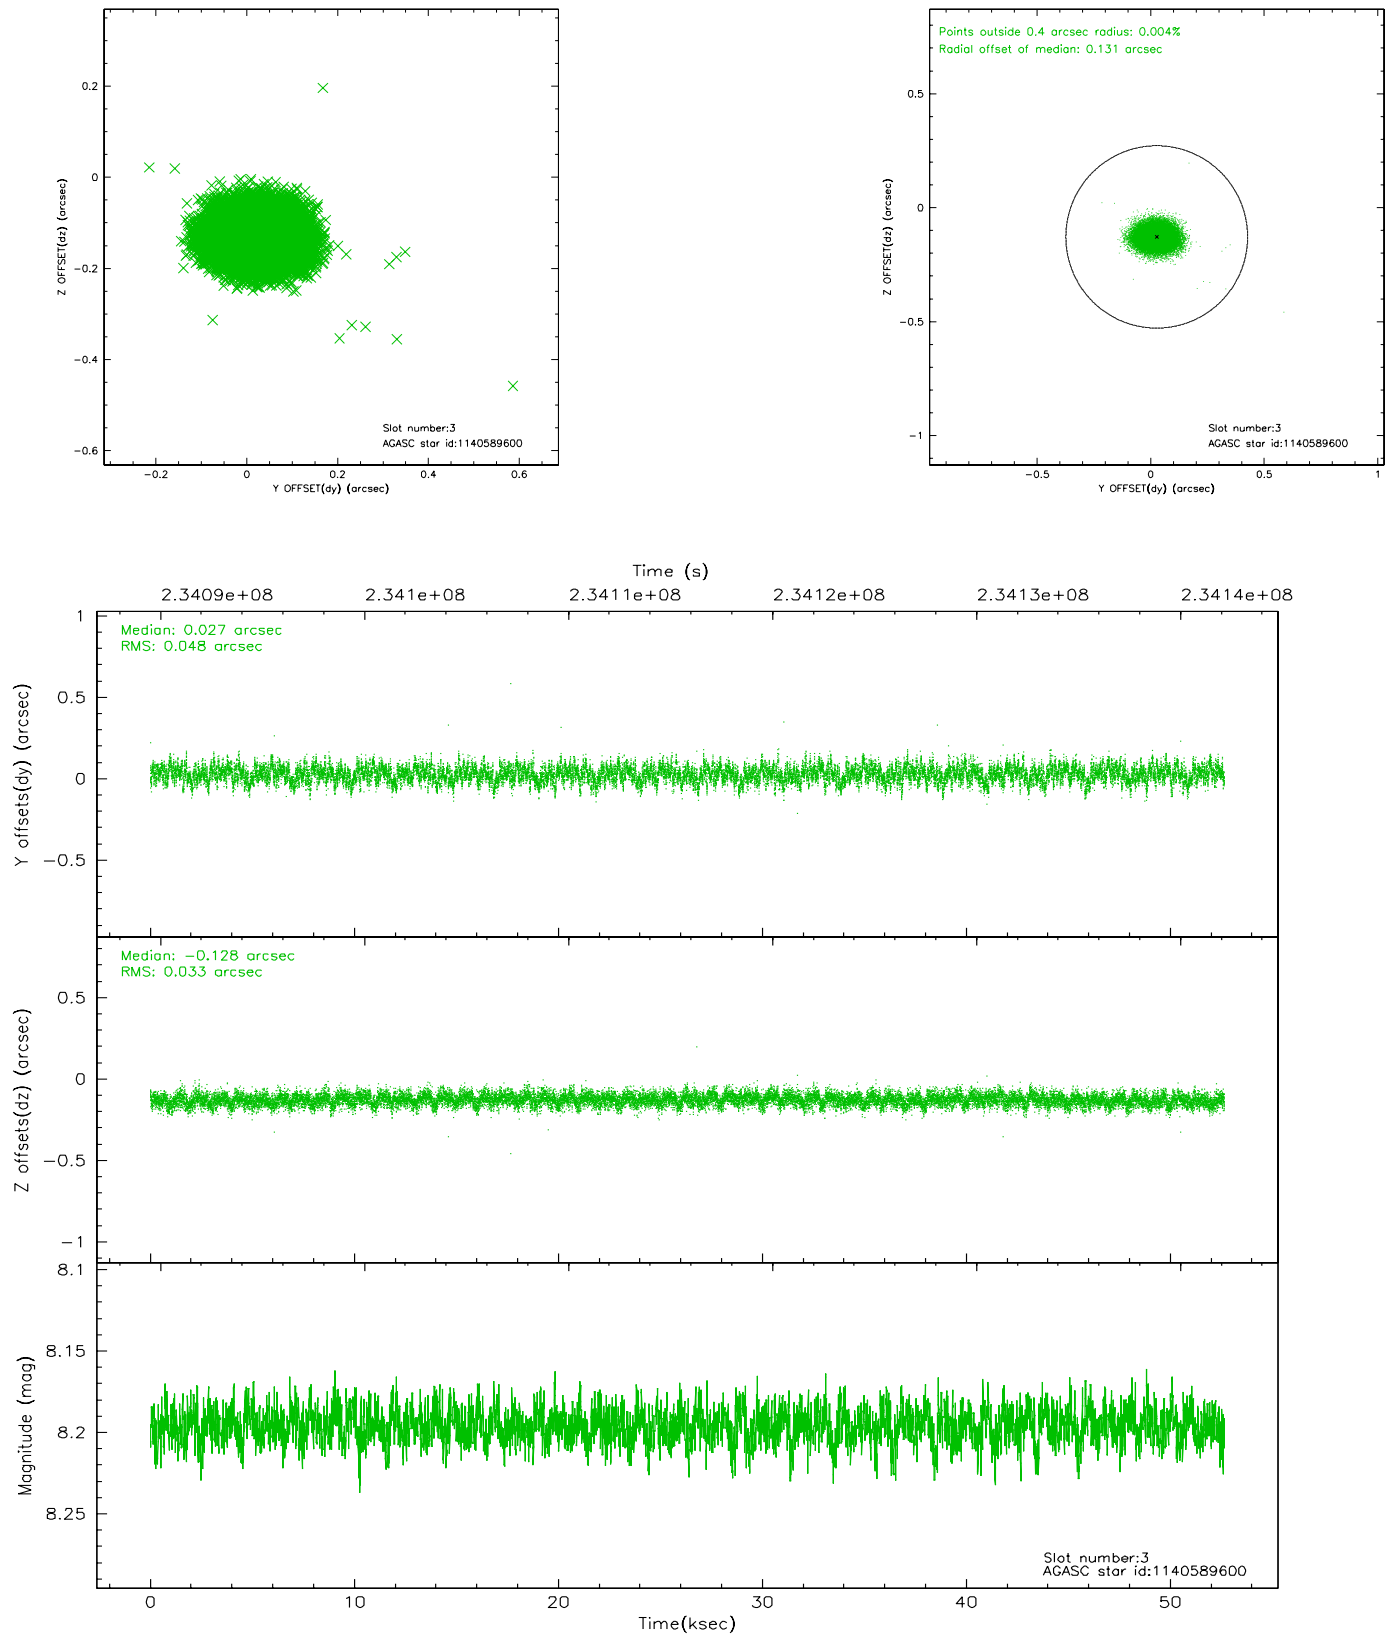 0.2
0
−0.2
−0.4
−0.6
Z OFFSET(dz) (arcsec)
−0.2 0 0.2 0.4 0.6
Y OFFSET(dy) (arcsec)
Slot number:3
AGASC star id:1140589600
Points outside 0.4 arcsec radius: 0.004%
Radial offset of median: 0.131 arcsec
0.5
0
−0.5
−1
Z OFFSET(dz) (arcsec)
−0.5 0 0.5 1
Y OFFSET(dy) (arcsec)
Slot number:3
AGASC star id:1140589600
Time (s)
2.3409e+08 2.341e+08 2.3411e+08 2.3412e+08 2.3413e+08 2.3414e+08
Median: 0.027 arcsec
RMS: 0.048 arcsec
1
0.5
0
−0.5
Y offsets(dy) (arcsec)
Median: −0.128 arcsec
RMS: 0.033 arcsec
0.5
0
−0.5
−1
Z offsets(dz) (arcsec)
8.1
8.15
8.2
8.25
Magnitude (mag)
Slot number:3
AGASC star id:1140589600
0 10 20 30 40 50
Time(ksec)